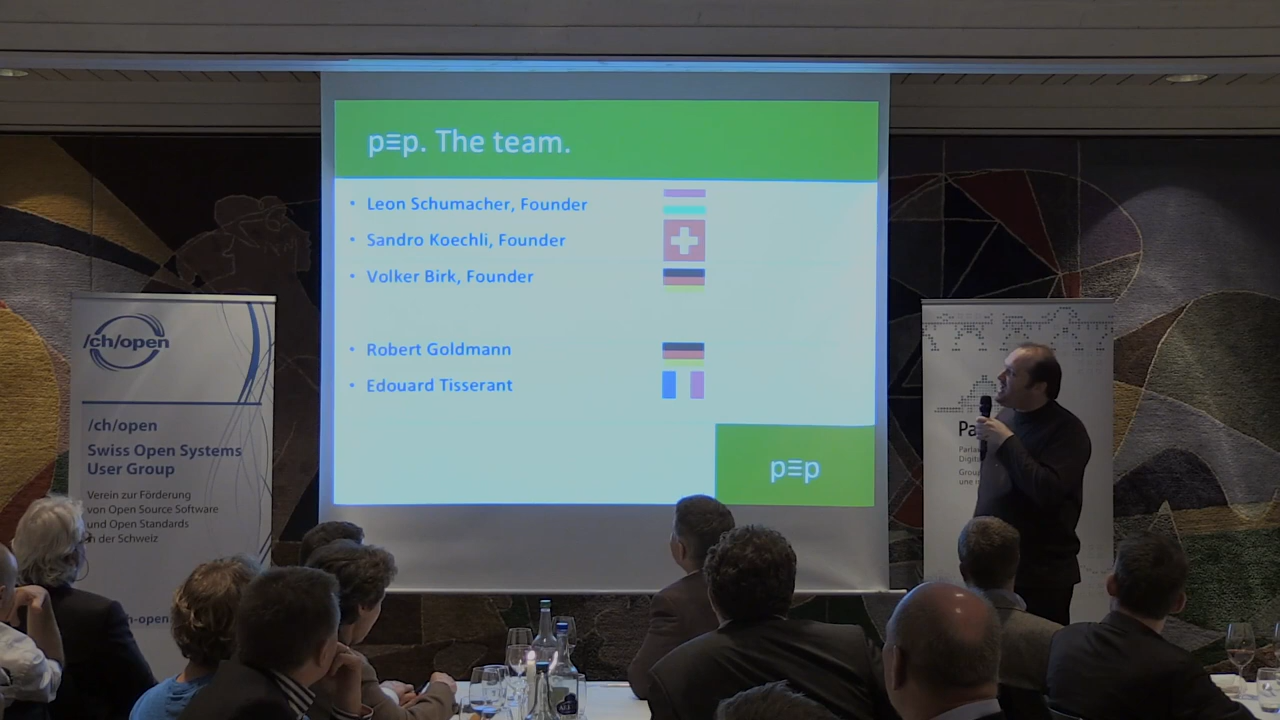 p≡p. The team.
• Leon Schumacher, Founder
• Sandro Koechli, Founder
• Volker Birk, Founder
• Robert Goldmann
• Edouard Tisserant
p≡p
/ch/open
/ch/open
Swiss Open Systems
User Group
Verein zur Förderung
von Open Source Software
und Open Standards
der Schweiz